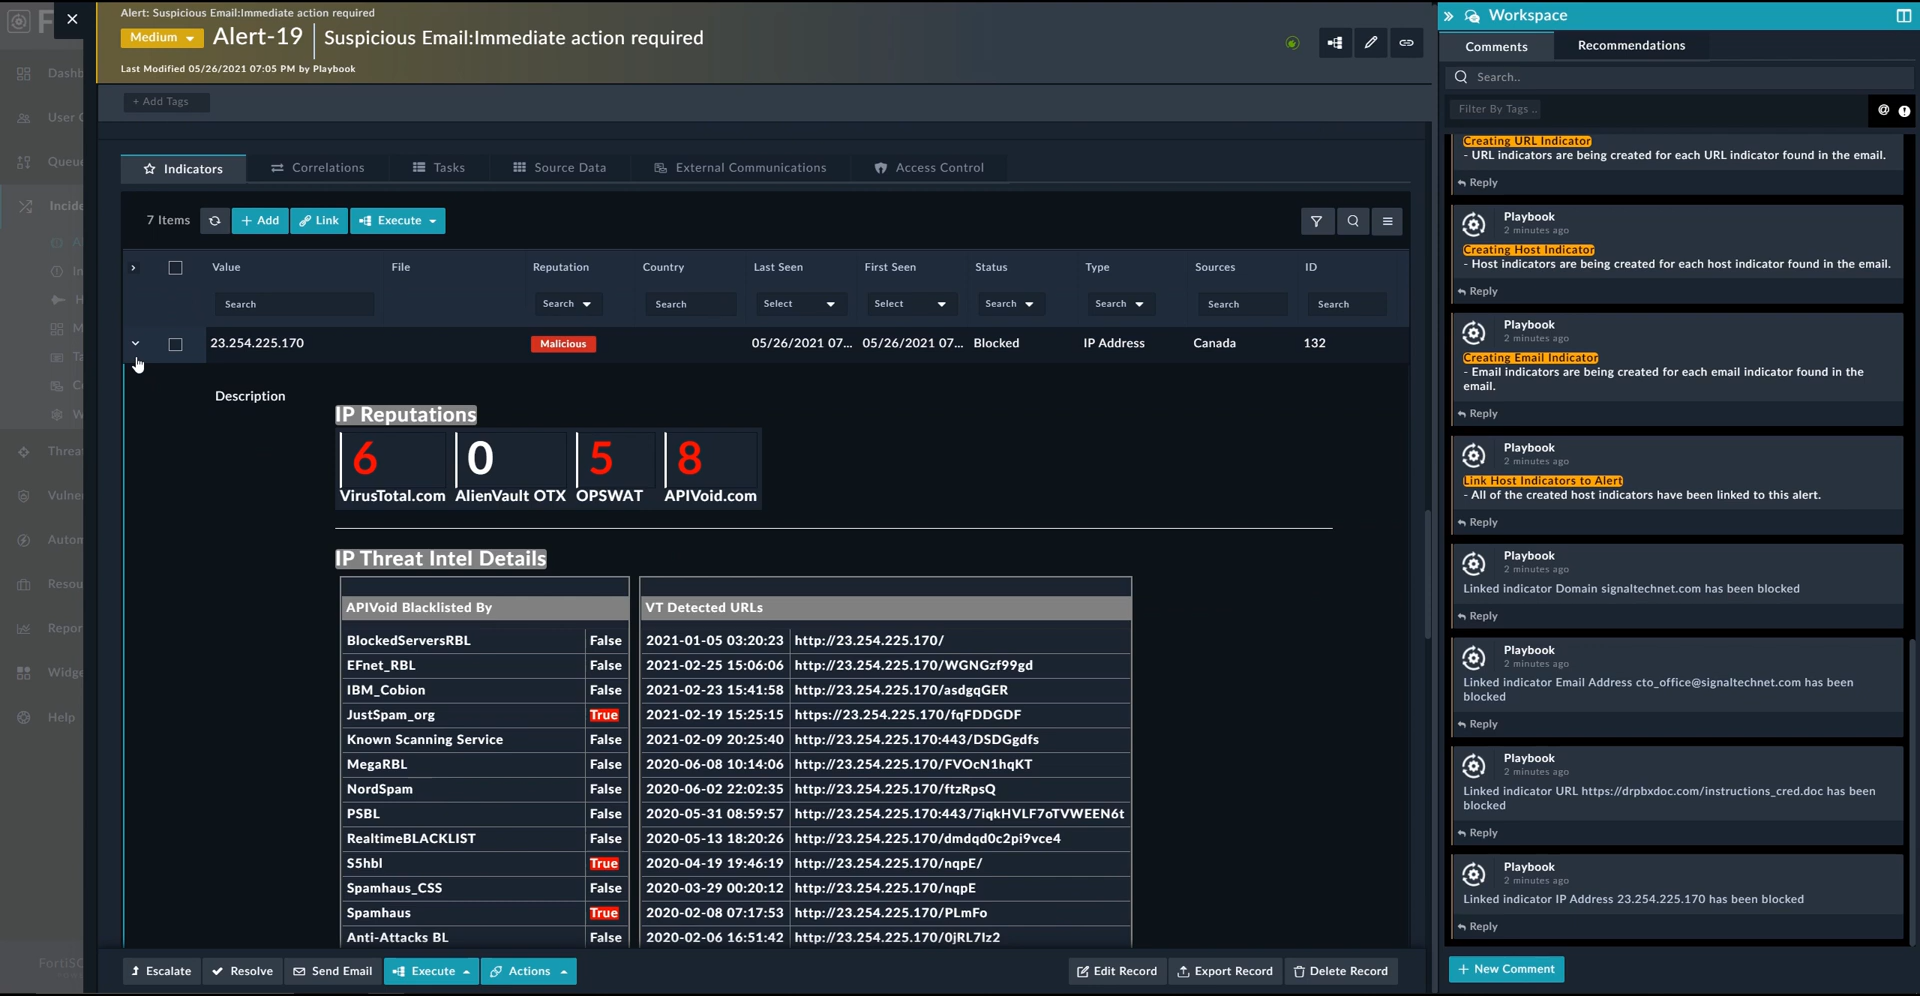 Alert: Suspicious Email:Immediate action required
Medium
Alert-19
Suspicious Email:Immediate action required
Last Modified 05/26/2021 07:05 PM by Playbook
+ Add Tags
Indicators
Correlations
Tasks
Source Data
External Communications
Access Control
7 Items
+ Add
Link
Execute
Value File Reputation Country Last Seen First Seen Status Type Sources ID
Search Search Search Select Select Search Search Search Search
23.254.225.170 Malicious 05/26/2021 07... 05/26/2021 07... Blocked IP Address Canada 132
Description
IP Reputations
6 0 5 8
VirusTotal.com AlienVault OTX OPSWAT APIVoid.com
IP Threat Intel Details
APIVoid Blacklisted By
BlockedServersRBL False
EFnet_RBL False
IBM_Cobion False
JustSpam_org True
Known Scanning Service False
MegaRBL False
NordSpam False
PSBL False
RealtimeBLACKLIST False
S5hbl True
Spamhaus_CSS False
Spamhaus True
Anti-Attacks BL False
VT Detected URLs
2021-01-05 03:20:23 http://23.254.225.170/
2021-02-25 15:06:06 http://23.254.225.170/WGNGzf99gd
2021-02-23 15:41:58 http://23.254.225.170/asdgqGER
2021-02-19 15:25:15 https://23.254.225.170/fqFDDGDF
2021-02-09 20:25:40 http://23.254.225.170:443/DSDGgdfs
2020-06-08 10:14:06 http://23.254.225.170/FVOcN1hqKT
2020-06-02 22:02:35 http://23.254.225.170/ftzRpsQ
2020-05-31 08:59:57 http://23.254.225.170:443/7iqkHVLF7oTVWEEN6t
2020-05-13 18:20:26 http://23.254.225.170/dmdqd0c2pi9vce4
2020-04-19 19:46:19 http://23.254.225.170/nqpE/
2020-03-29 00:20:12 http://23.254.225.170/nqpE
2020-02-08 07:17:53 http://23.254.225.170/PLmFo
2020-02-06 16:51:42 http://23.254.225.170/0jRL7Iz2
Escalate
Resolve
Send Email
Execute
Actions
Edit Record
Export Record
Delete Record
Workspace
Comments
Recommendations
Search..
Filter By Tags ..
Creating URL Indicator
- URL indicators are being created for each URL indicator found in the email.
Reply
Playbook
2 minutes ago
Creating Host Indicator
- Host indicators are being created for each host indicator found in the email.
Reply
Playbook
2 minutes ago
Creating Email Indicator
- Email indicators are being created for each email indicator found in the
email.
Reply
Playbook
2 minutes ago
Link Host Indicators to Alert
- All of the created host indicators have been linked to this alert.
Reply
Playbook
2 minutes ago
Linked indicator Domain signaltechnet.com has been blocked
Reply
Playbook
2 minutes ago
Linked indicator Email Address cto_office@signaltechnet.com has been
blocked
Reply
Playbook
2 minutes ago
Linked indicator URL https://drpbxdoc.com/instructions_cred.doc has been
blocked
Reply
Playbook
2 minutes ago
Linked indicator IP Address 23.254.225.170 has been blocked
Reply
+ New Comment
Help